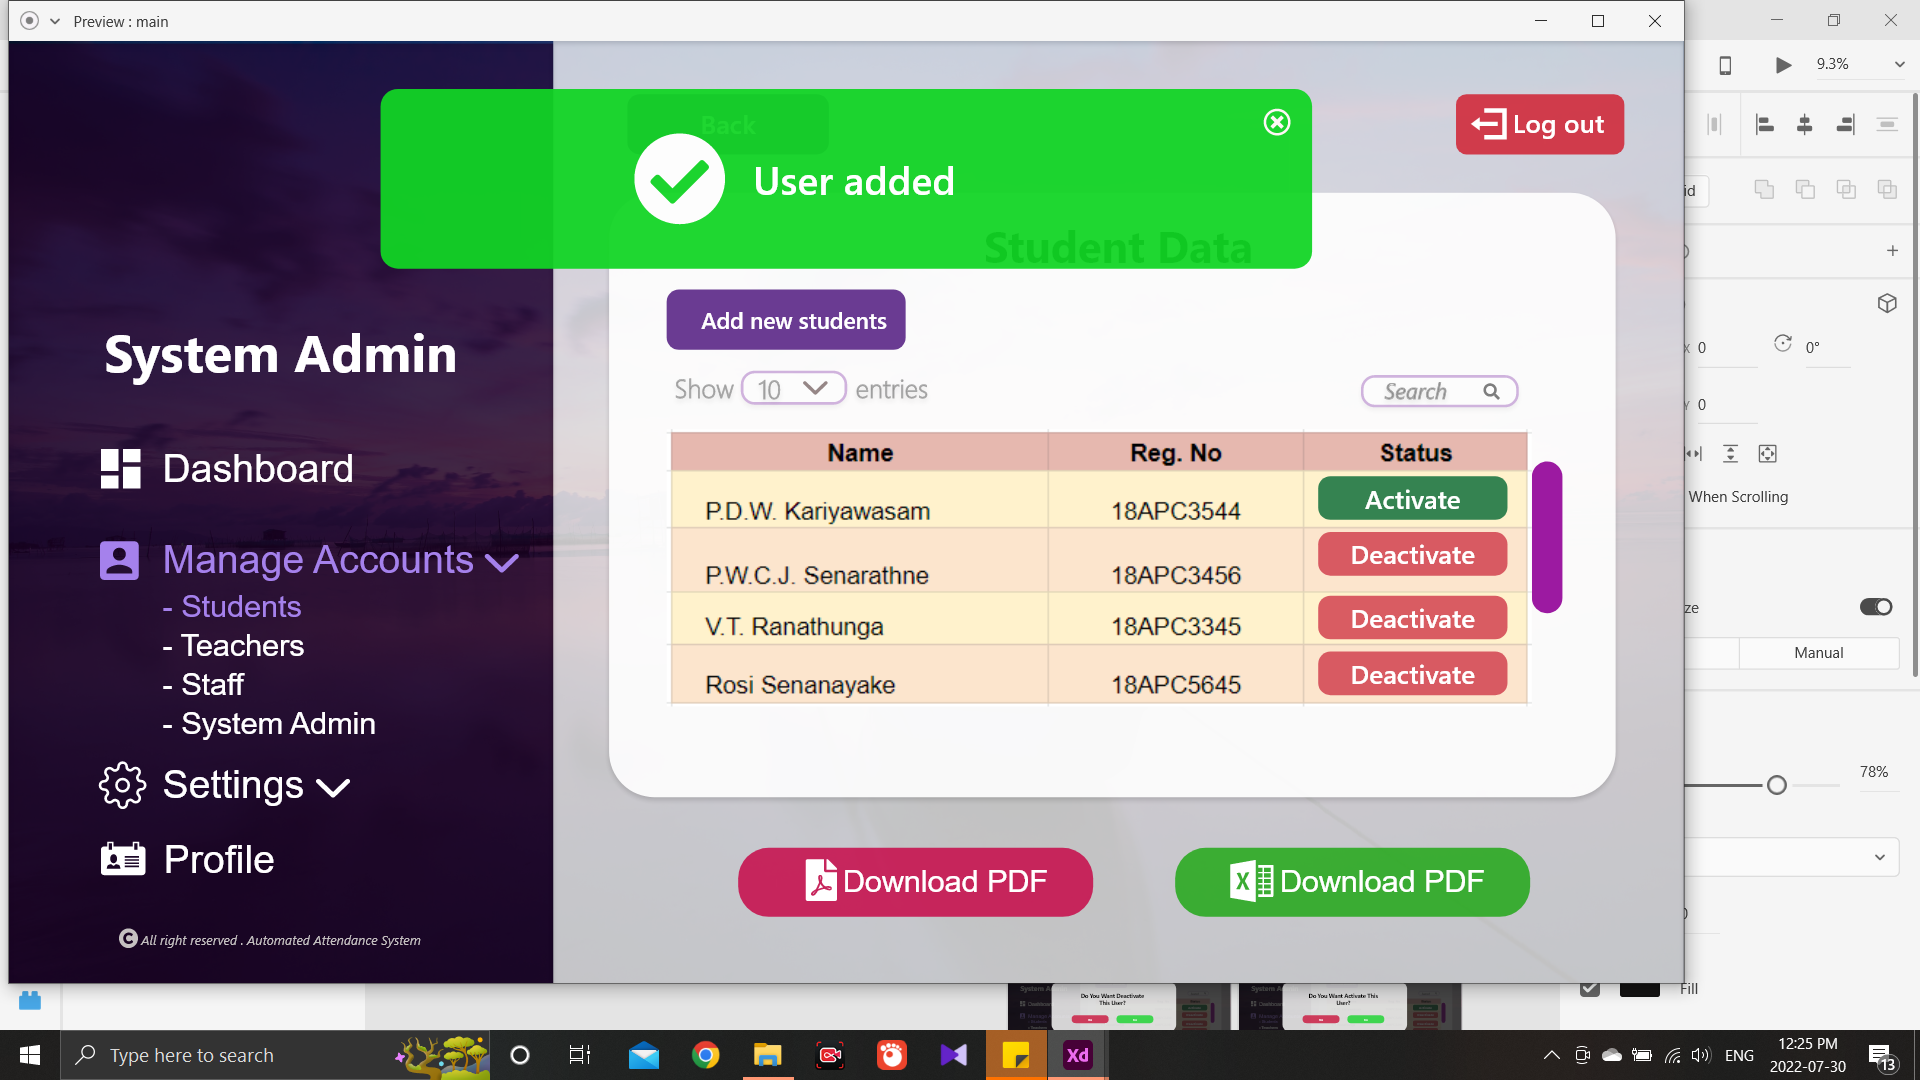 Preview : main
9.3%
Back
Log out
User added
Student Data
Add new students
System Admin
Show 10 entries
Search
Name Reg. No Status
P.D.W. Kariyawasam 18APC3544 Activate
P.W.C.J. Senarathne 18APC3456 Deactivate
V.T. Ranathunga 18APC3345 Deactivate
Rosi Senanayake 18APC5645 Deactivate
Dashboard
Manage Accounts
- Students
- Teachers
- Staff
- System Admin
Settings
Profile
Download PDF
Download PDF
C All right reserved . Automated Attendance System
id
X 0
0°
Y 0
When Scrolling
ze
Manual
78%
Fill
Do You Want Deactivate
This User?
Do You Want Activate This
User?
Type here to search
Xd
ENG
12:25 PM
2022-07-30
13